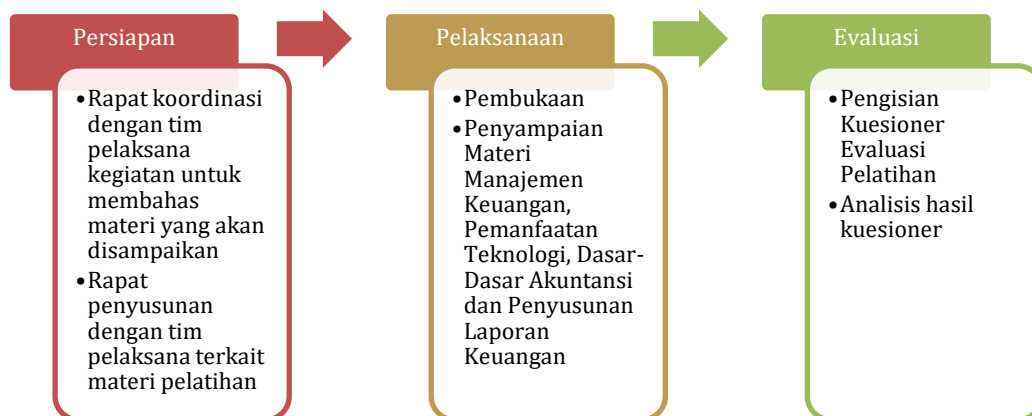 Persiapan
•Rapat koordinasi
dengan tim
pelaksana
kegiatan untuk
membahas
materi yang akan
disampaikan
•Rapat
penyusunan
dengan tim
pelaksana terkait
materi pelatihan
Pelaksanaan
•Pembukaan
•Penyampaian
Materi
Manajemen
Keuangan,
Pemanfaatan
Teknologi, Dasar-
Dasar Akuntansi
dan Penyusunan
Laporan
Keuangan
Evaluasi
•Pengisian
Kuesioner
Evaluasi
Pelatihan
•Analisis hasil
kuesioner